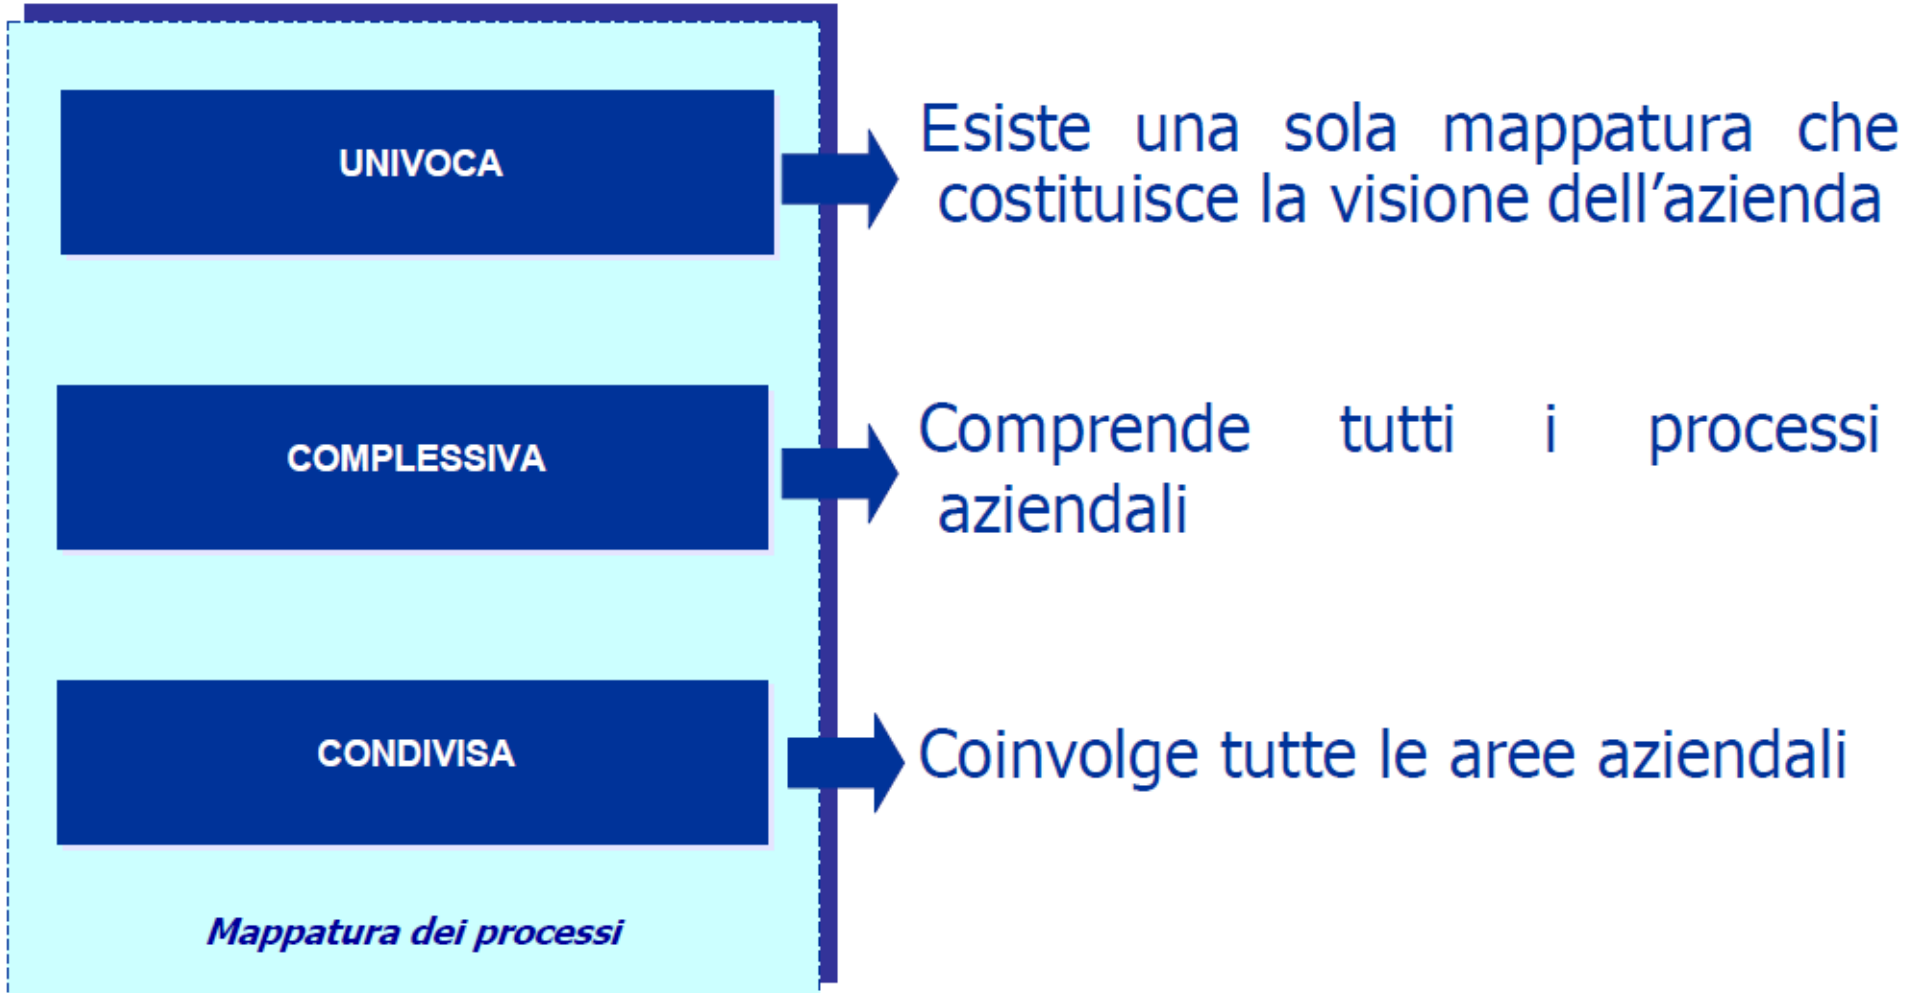 UNIVOCA
Esiste una sola mappatura che
costituisce la visione dell'azienda
COMPLESSIVA
Comprende tutti i processi
aziendali
CONDIVISA
Coinvolge tutte le aree aziendali
Mappatura dei processi